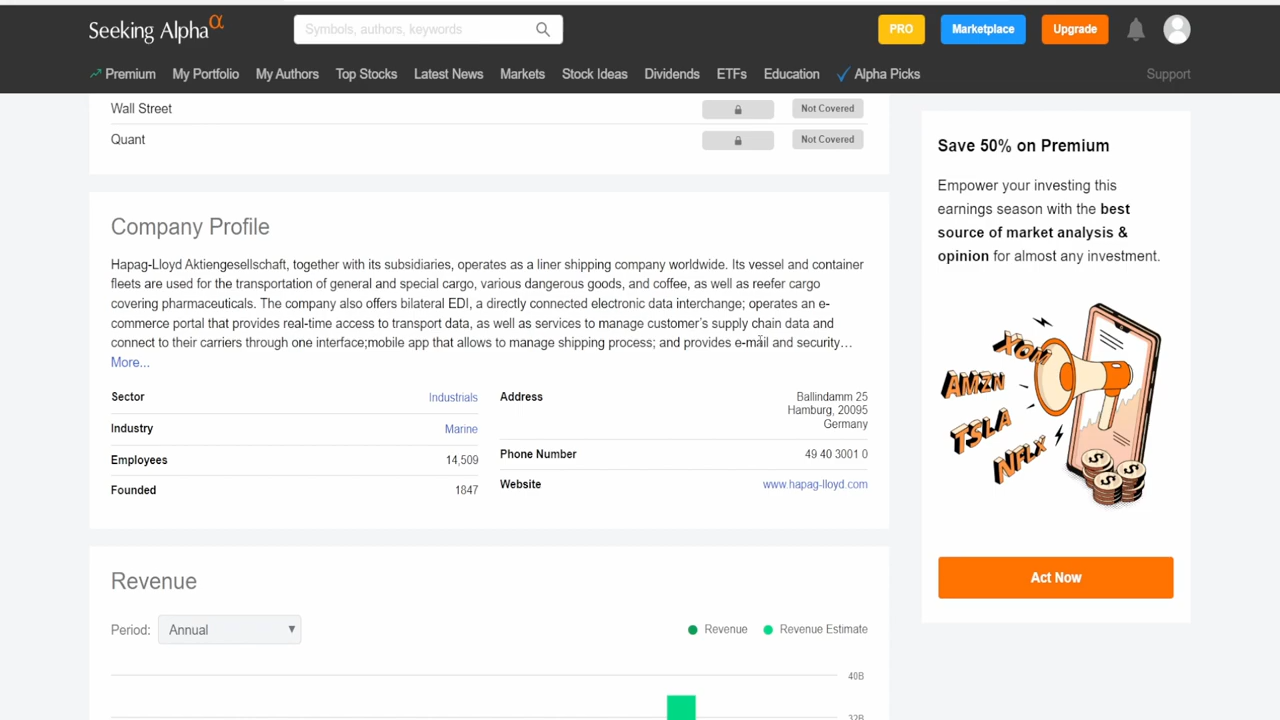 Seeking Alpha α
Symbols, authors, keywords
PRO
Marketplace
Upgrade
Premium
My Portfolio
My Authors
Top Stocks
Latest News
Markets
Stock Ideas
Dividends
ETFs
Education
Alpha Picks
Support
Wall Street
Not Covered
Quant
Not Covered
Company Profile
Hapag-Lloyd Aktiengesellschaft, together with its subsidiaries, operates as a liner shipping company worldwide. Its vessel and container
fleets are used for the transportation of general and special cargo, various dangerous goods, and coffee, as well as reefer cargo
covering pharmaceuticals. The company also offers bilateral EDI, a directly connected electronic data interchange; operates an e-
commerce portal that provides real-time access to transport data, as well as services to manage customer's supply chain data and
connect to their carriers through one interface;mobile app that allows to manage shipping process; and provides e-mail and security…
More...
Sector
Industrials
Industry
Marine
Employees
14,509
Founded
1847
Address
Ballindamm 25
Hamburg, 20095
Germany
Phone Number
49 40 3001 0
Website
www.hapag-lloyd.com
Revenue
Period:
Annual
Revenue
Revenue Estimate
40B
32B
Save 50% on Premium
Empower your investing this
earnings season with the best
source of market analysis &
opinion for almost any investment.
XOM
AMZN
TSLA
NFLX
$
$
$
$
Act Now